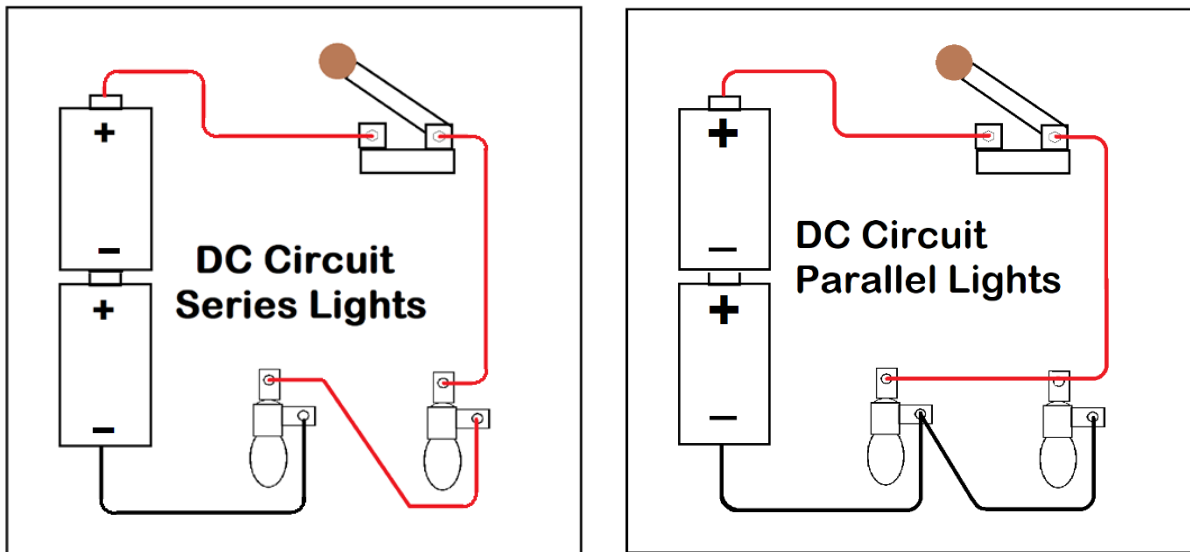 +
−
DC Circuit
Series Lights
+
−
+
−
DC Circuit
Parallel Lights
+
−